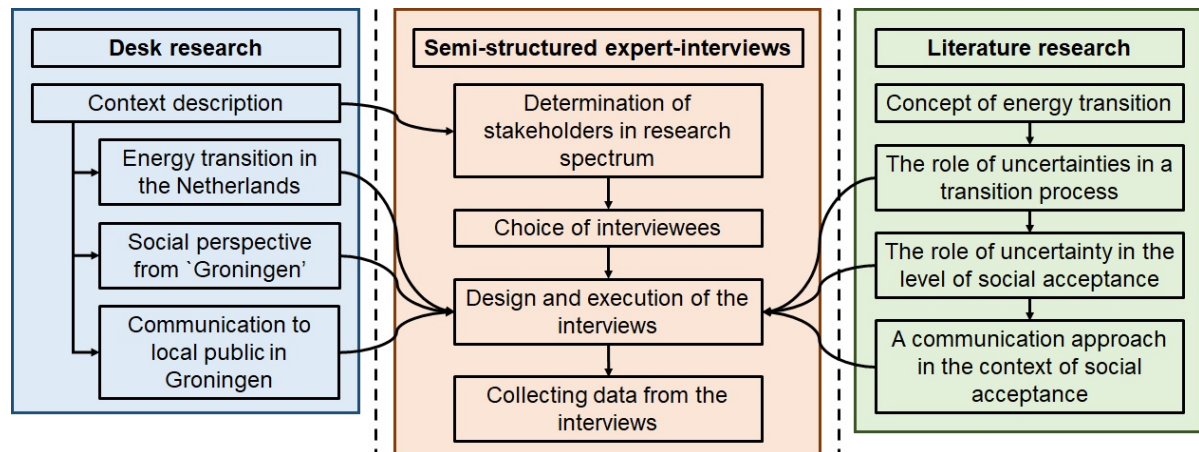 Desk research
Context description
Energy transition in
the Netherlands
Social perspective
from `Groningen’
Communication to
local public in
Groningen
Semi-structured expert-interviews
Determination of
stakeholders in research
spectrum
Choice of interviewees
Design and execution of the
interviews
Collecting data from the
interviews
Literature research
Concept of energy transition
The role of uncertainties in a
transition process
The role of uncertainty in the
level of social acceptance
A communication approach
in the context of social
acceptance